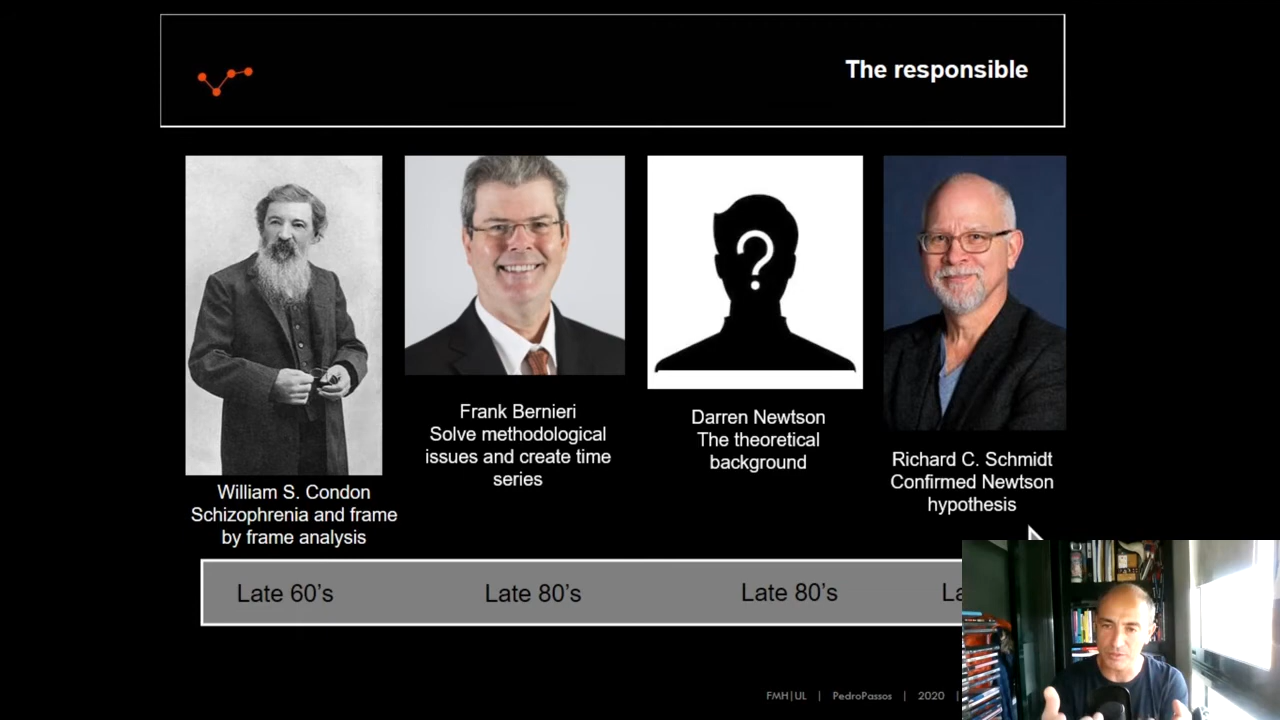 The responsible
William S. Condon
Schizophrenia and frame
by frame analysis
Frank Bernieri
Solve methodological
issues and create time
series
Darren Newtson
The theoretical
background
Richard C. Schmidt
Confirmed Newtson
hypothesis
Late 60’s
Late 80’s
Late 80’s
La
FMH|UL | PedroPassos | 2020 |